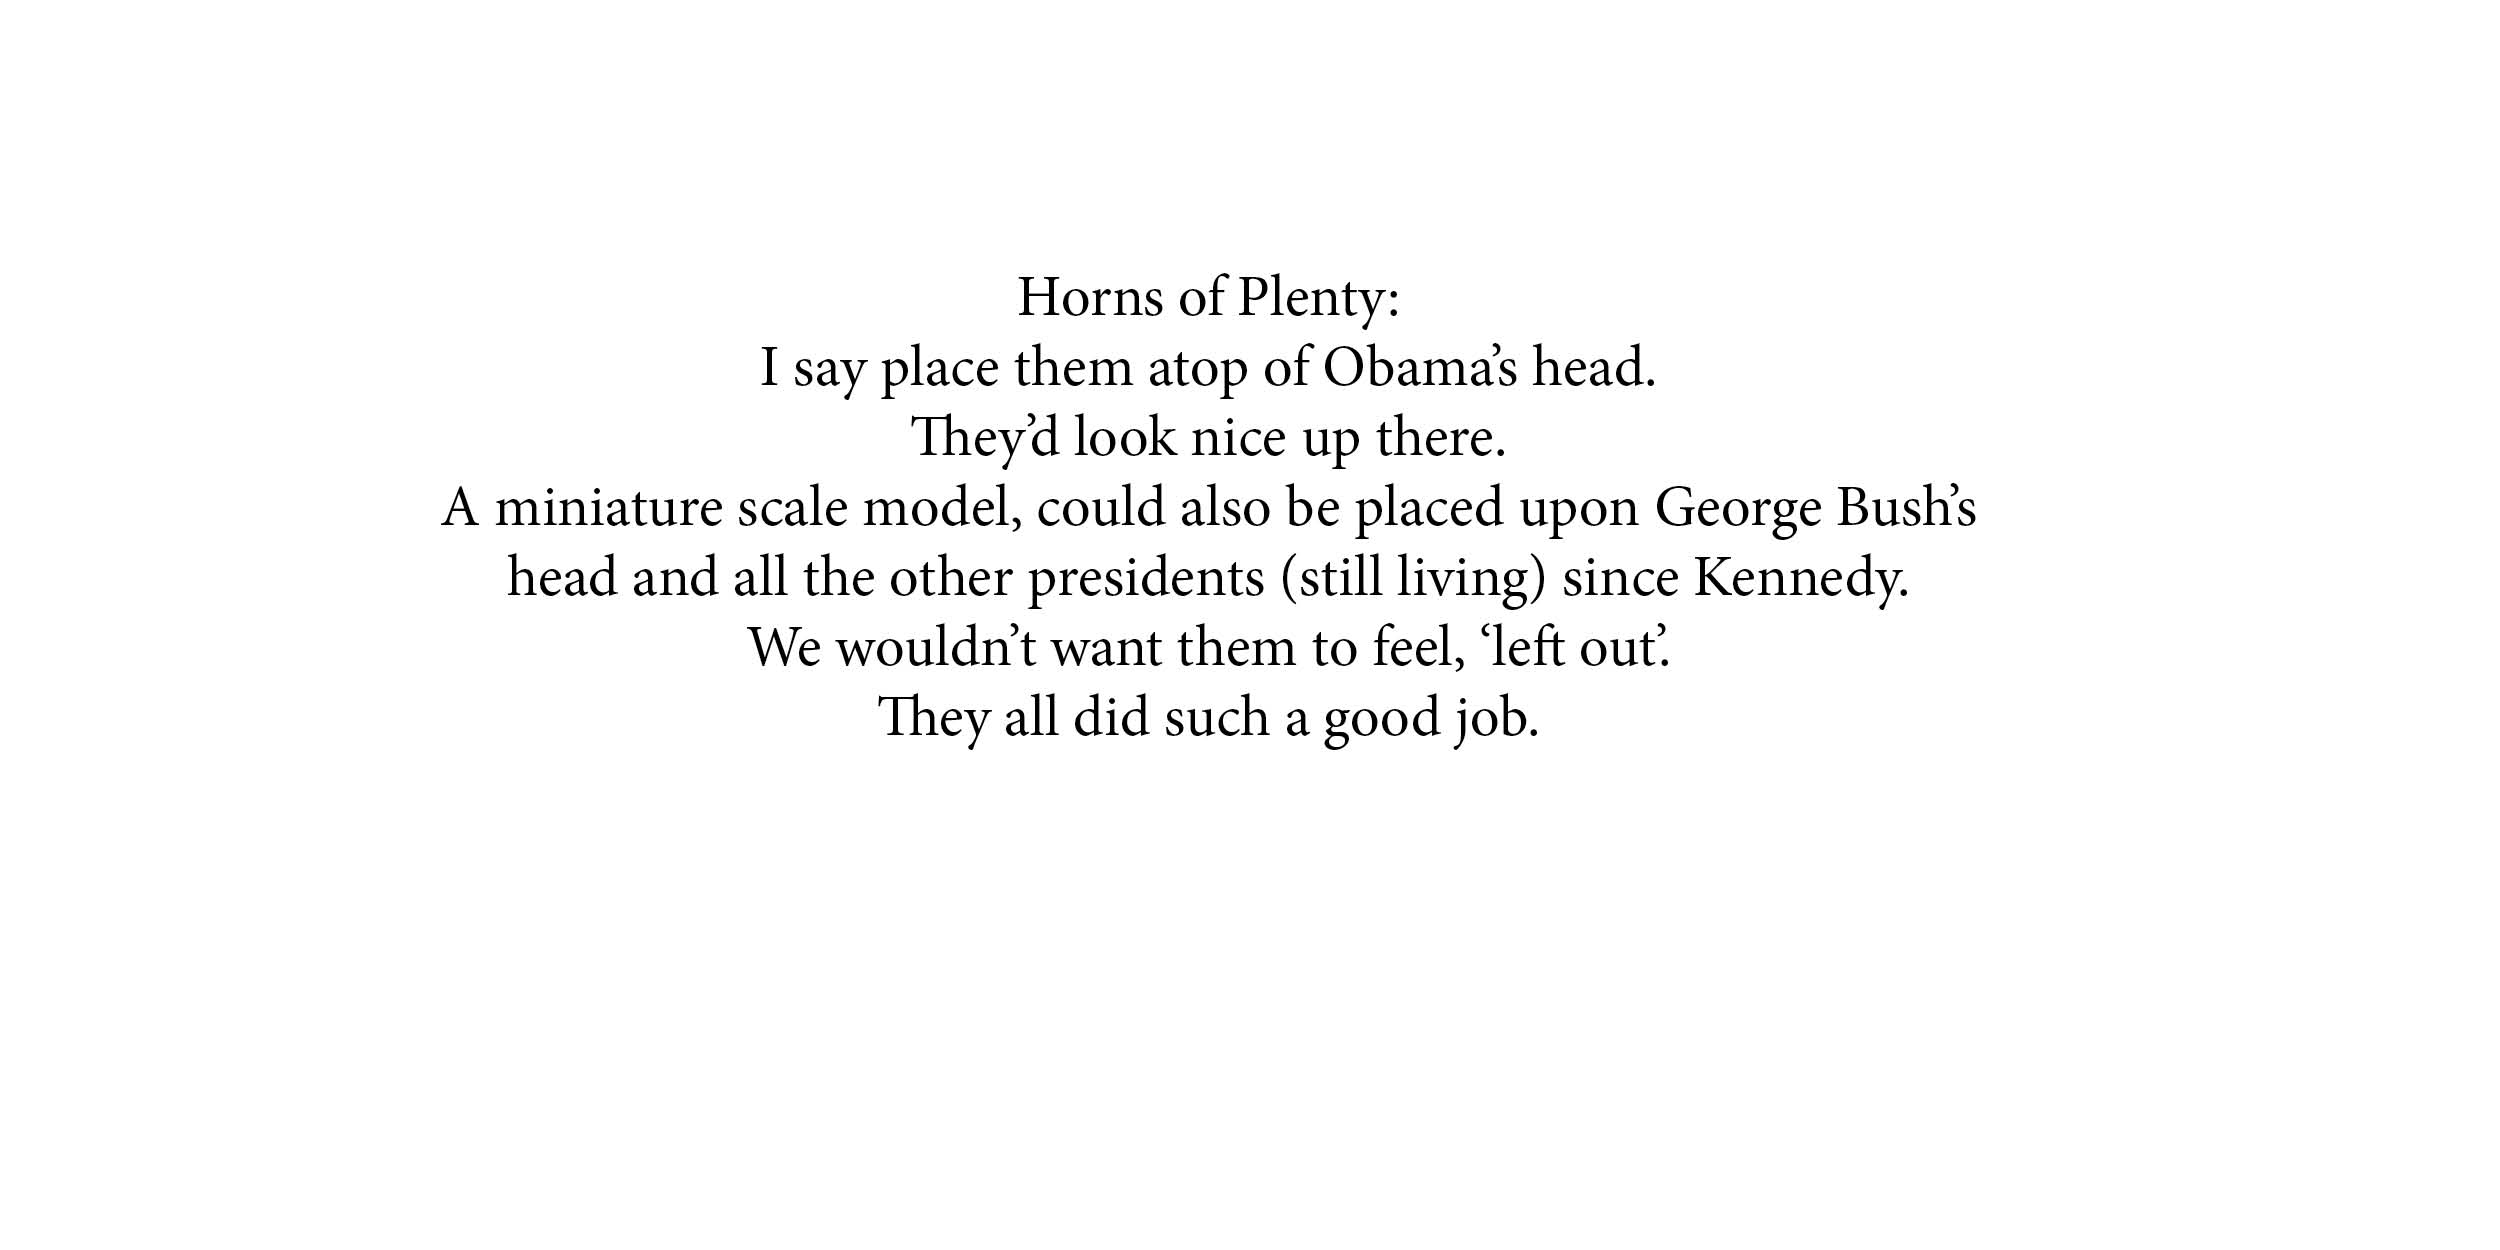 Horns of Plenty:
I say place them atop of Obama’s head.
They’d look nice up there.
A miniature scale model, could also be placed upon George Bush’s
head and all the other presidents (still living) since Kennedy.
We wouldn’t want them to feel, ‘left out’.
They all did such a good job.